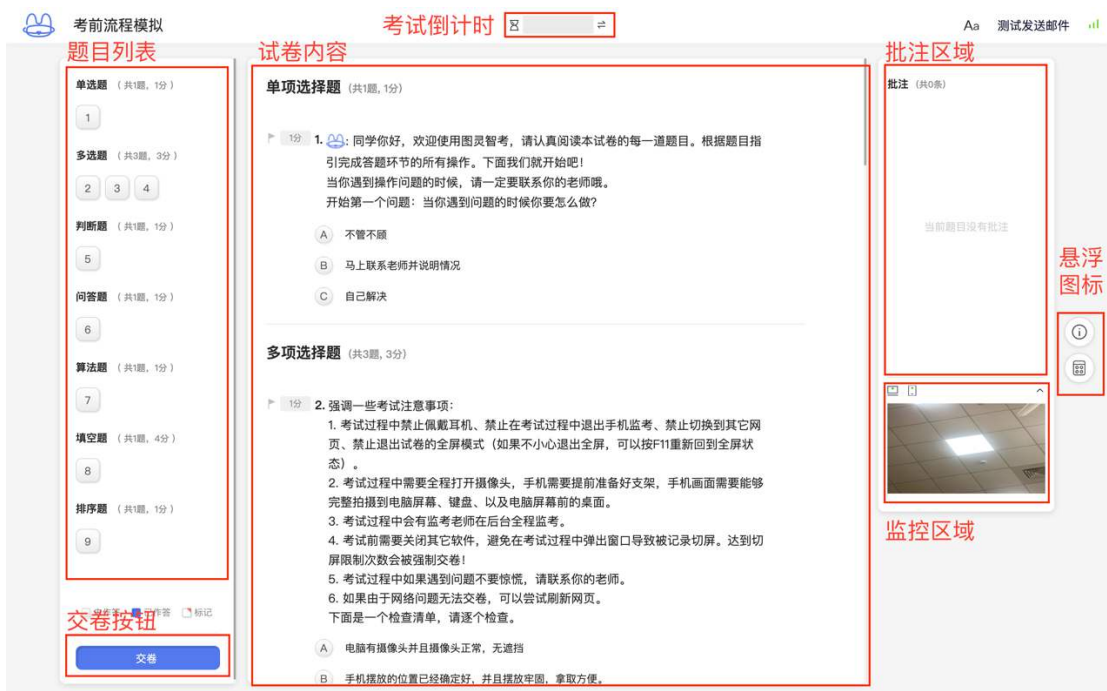 考前流程模拟
考试倒计时
Aa 测试发送邮件
题目列表
单选题 （共1题，1分）
1
多选题 （共3题，3分）
2 3 4
判断题 （共1题，1分）
5
问答题 （共1题，1分）
6
算法题 （共1题，1分）
7
填空题 （共1题，4分）
8
排序题 （共1题，1分）
9
标记
交卷按钮
交卷
试卷内容
单项选择题 (共1题, 1分)
1分 1. : 同学你好，欢迎使用图灵智考，请认真阅读本试卷的每一道题目。根据题目指
引完成答题环节的所有操作。下面我们就开始吧！
当你遇到操作问题的时候，请一定要联系你的老师哦。
开始第一个问题：当你遇到问题的时候你要怎么做?
A 不管不顾
B 马上联系老师并说明情况
C 自己解决
多项选择题 (共3题, 3分)
1分 2. 强调一些考试注意事项：
1. 考试过程中禁止佩戴耳机、禁止在考试过程中退出手机监考、禁止切换到其它网
页、禁止退出试卷的全屏模式（如果不小心退出全屏，可以按F11重新回到全屏状
态）。
2. 考试过程中需要全程打开摄像头，手机需要提前准备好支架，手机画面需要能够
完整拍摄到电脑屏幕、键盘、以及电脑屏幕前的桌面。
3. 考试过程中会有监考老师在后台全程监考。
4. 考试前需要关闭其它软件，避免在考试过程中弹出窗口导致被记录切屏。达到切
屏限制次数会被强制交卷！
5. 考试过程中如果遇到问题不要惊慌，请联系你的老师。
6. 如果由于网络问题无法交卷，可以尝试刷新网页。
下面是一个检查清单，请逐个检查。
A 电脑有摄像头并且摄像头正常，无遮挡
B 手机摆放的位置已经确定好，并且摆放牢固，拿取方便。
批注区域
批注 (共0条)
当前题目没有批注
悬浮
图标
监控区域